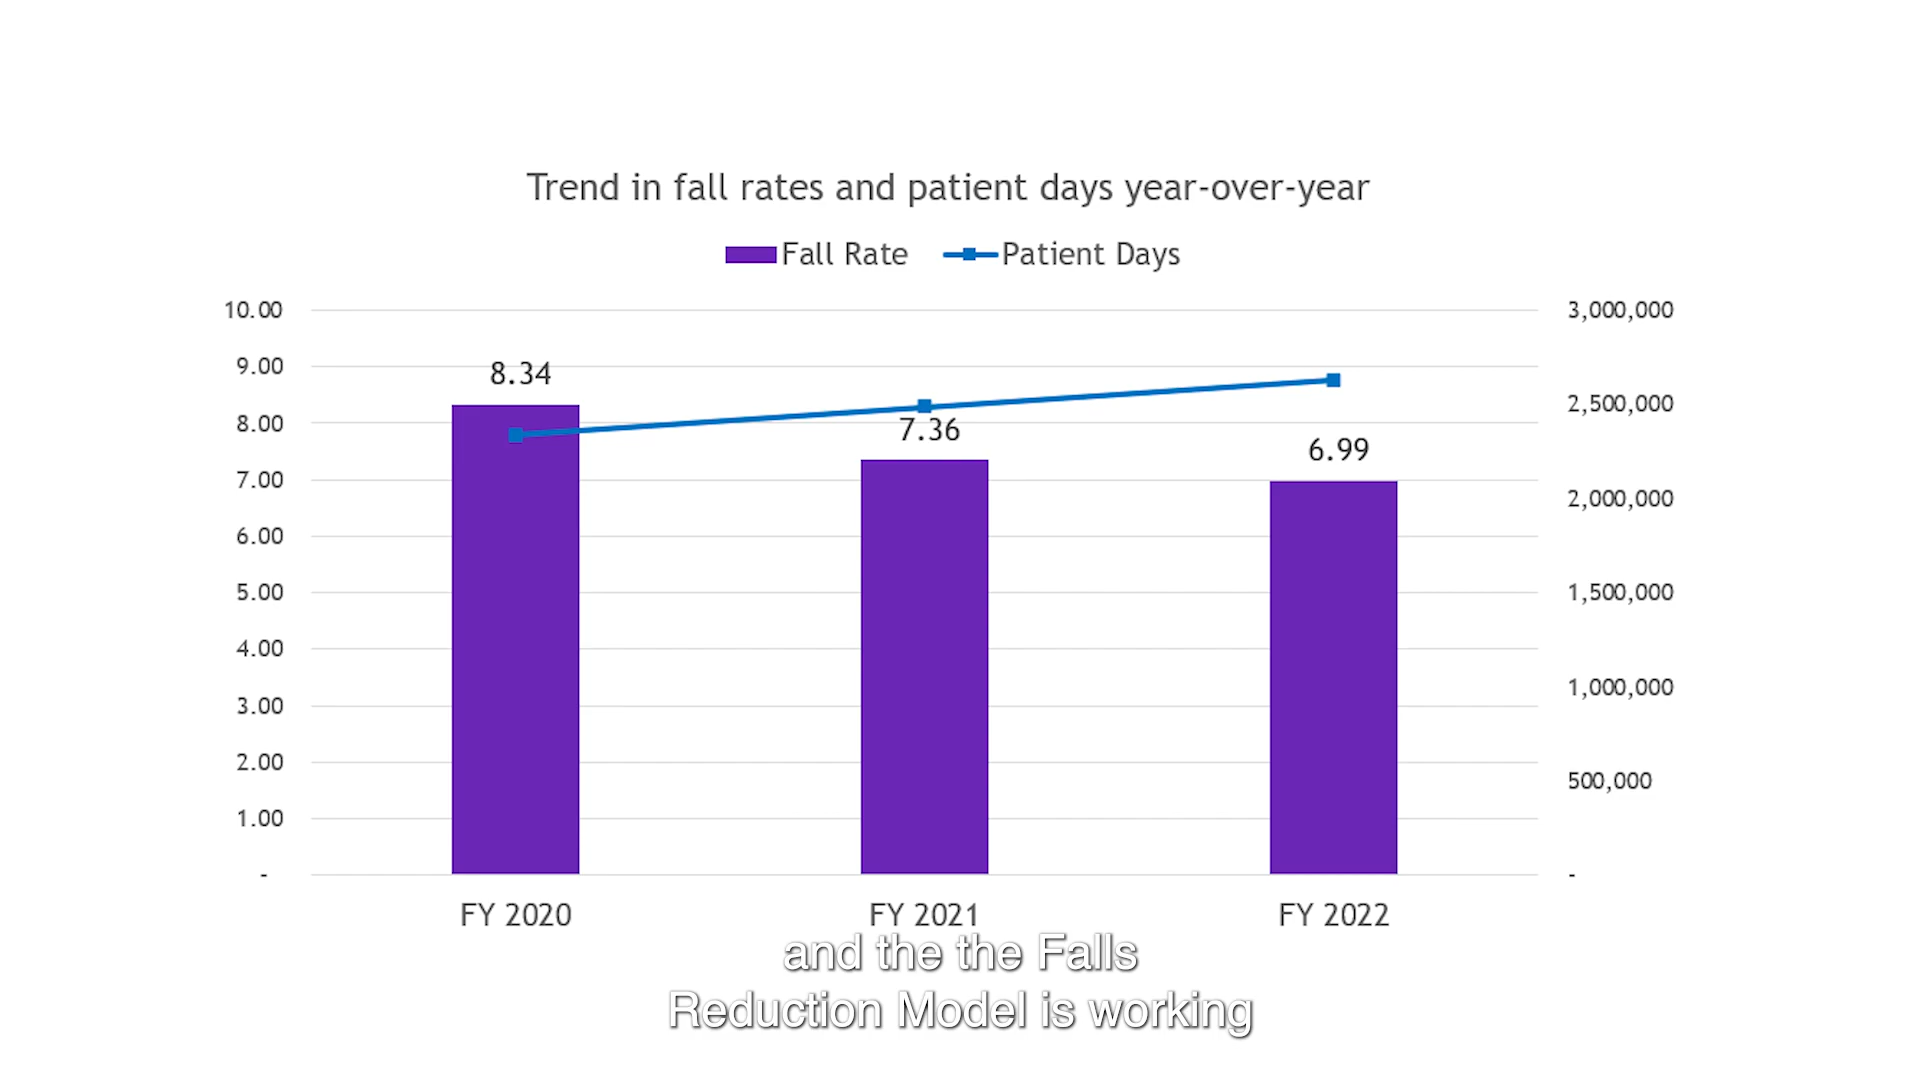 Trend in fall rates and patient days year-over-year
Fall Rate Patient Days
10.00 3,000,000
9.00
8.34
8.00 2,500,000
7.36
6.99
7.00 2,000,000
6.00
5.00 1,500,000
4.00
3.00 1,000,000
2.00 500,000
1.00
- -
FY 2020 FY 2021 FY 2022
and the the Falls
Reduction Model is working